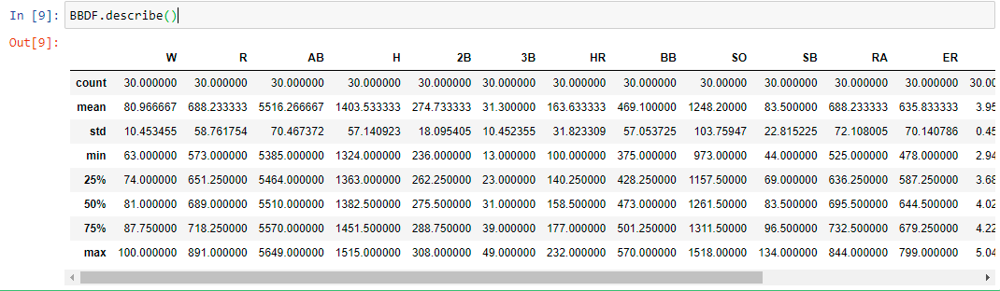 In [9]: BBDF.describe()
Out[9]:
W R AB H 2B 3B HR BB SO SB RA ER
count 30.000000 30.000000 30.000000 30.000000 30.000000 30.000000 30.000000 30.000000 30.00000 30.000000 30.000000 30.000000 30.00
mean 80.966667 688.233333 5516.266667 1403.533333 274.733333 31.300000 163.633333 469.100000 1248.20000 83.500000 688.233333 635.833333 3.95
std 10.453455 58.761754 70.467372 57.140923 18.095405 10.452355 31.823309 57.053725 103.75947 22.815225 72.108005 70.140786 0.45
min 63.000000 573.000000 5385.000000 1324.000000 236.000000 13.000000 100.000000 375.000000 973.00000 44.000000 525.000000 478.000000 2.94
25% 74.000000 651.250000 5464.000000 1363.000000 262.250000 23.000000 140.250000 428.250000 1157.50000 69.000000 636.250000 587.250000 3.68
50% 81.000000 689.000000 5510.000000 1382.500000 275.500000 31.000000 158.500000 473.000000 1261.50000 83.500000 695.500000 644.500000 4.02
75% 87.750000 718.250000 5570.000000 1451.500000 288.750000 39.000000 177.000000 501.250000 1311.50000 96.500000 732.500000 679.250000 4.22
max 100.000000 891.000000 5649.000000 1515.000000 308.000000 49.000000 232.000000 570.000000 1518.00000 134.000000 844.000000 799.000000 5.04